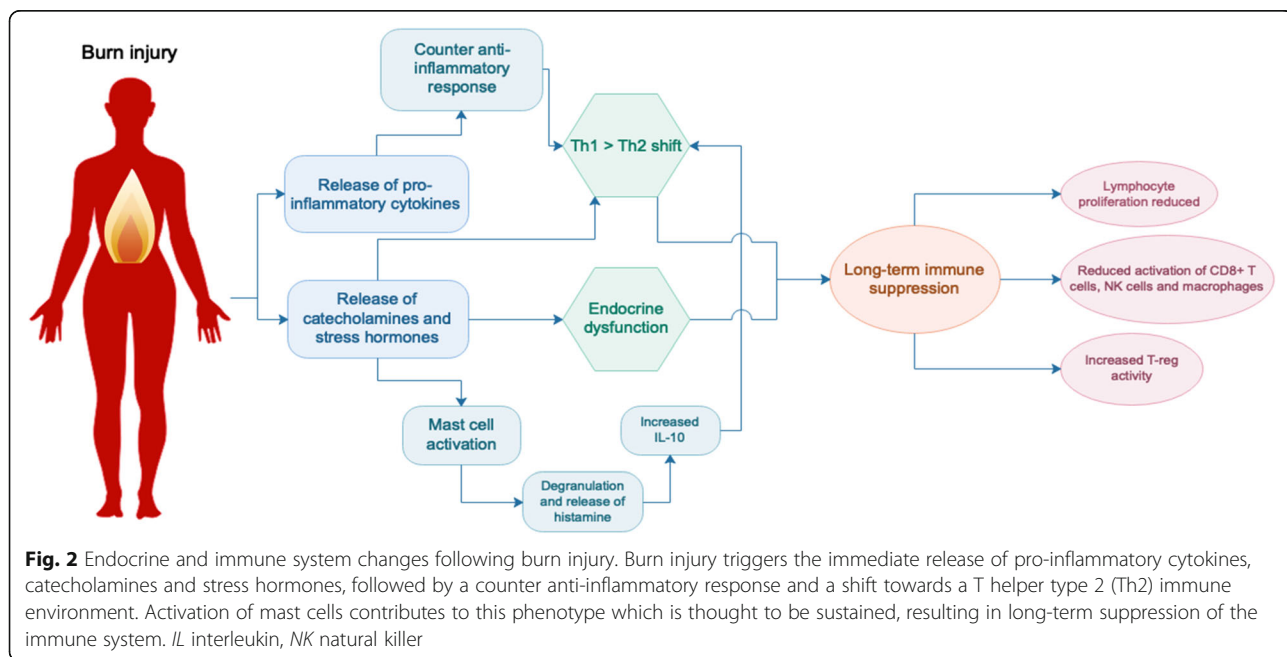 Burn injury
Counter anti-
inflammatory
response
Th1 > Th2 shift
Release of pro-
inflammatory cytokines
Lymphocyte
proliferation reduced
Long-term immune
suppression
Reduced activation of CD8+ T
cells, NK cells and macrophages
Release of
catecholamines and
stress hormones
Endocrine
dysfunction
Increased T-reg
activity
Mast cell
activation
Increased
IL-10
Degranulation
and release of
histamine
Fig. 2 Endocrine and immune system changes following burn injury. Burn injury triggers the immediate release of pro-inflammatory cytokines,
catecholamines and stress hormones, followed by a counter anti-inflammatory response and a shift towards a T helper type 2 (Th2) immune
environment. Activation of mast cells contributes to this phenotype which is thought to be sustained, resulting in long-term suppression of the
immune system. IL interleukin, NK natural killer